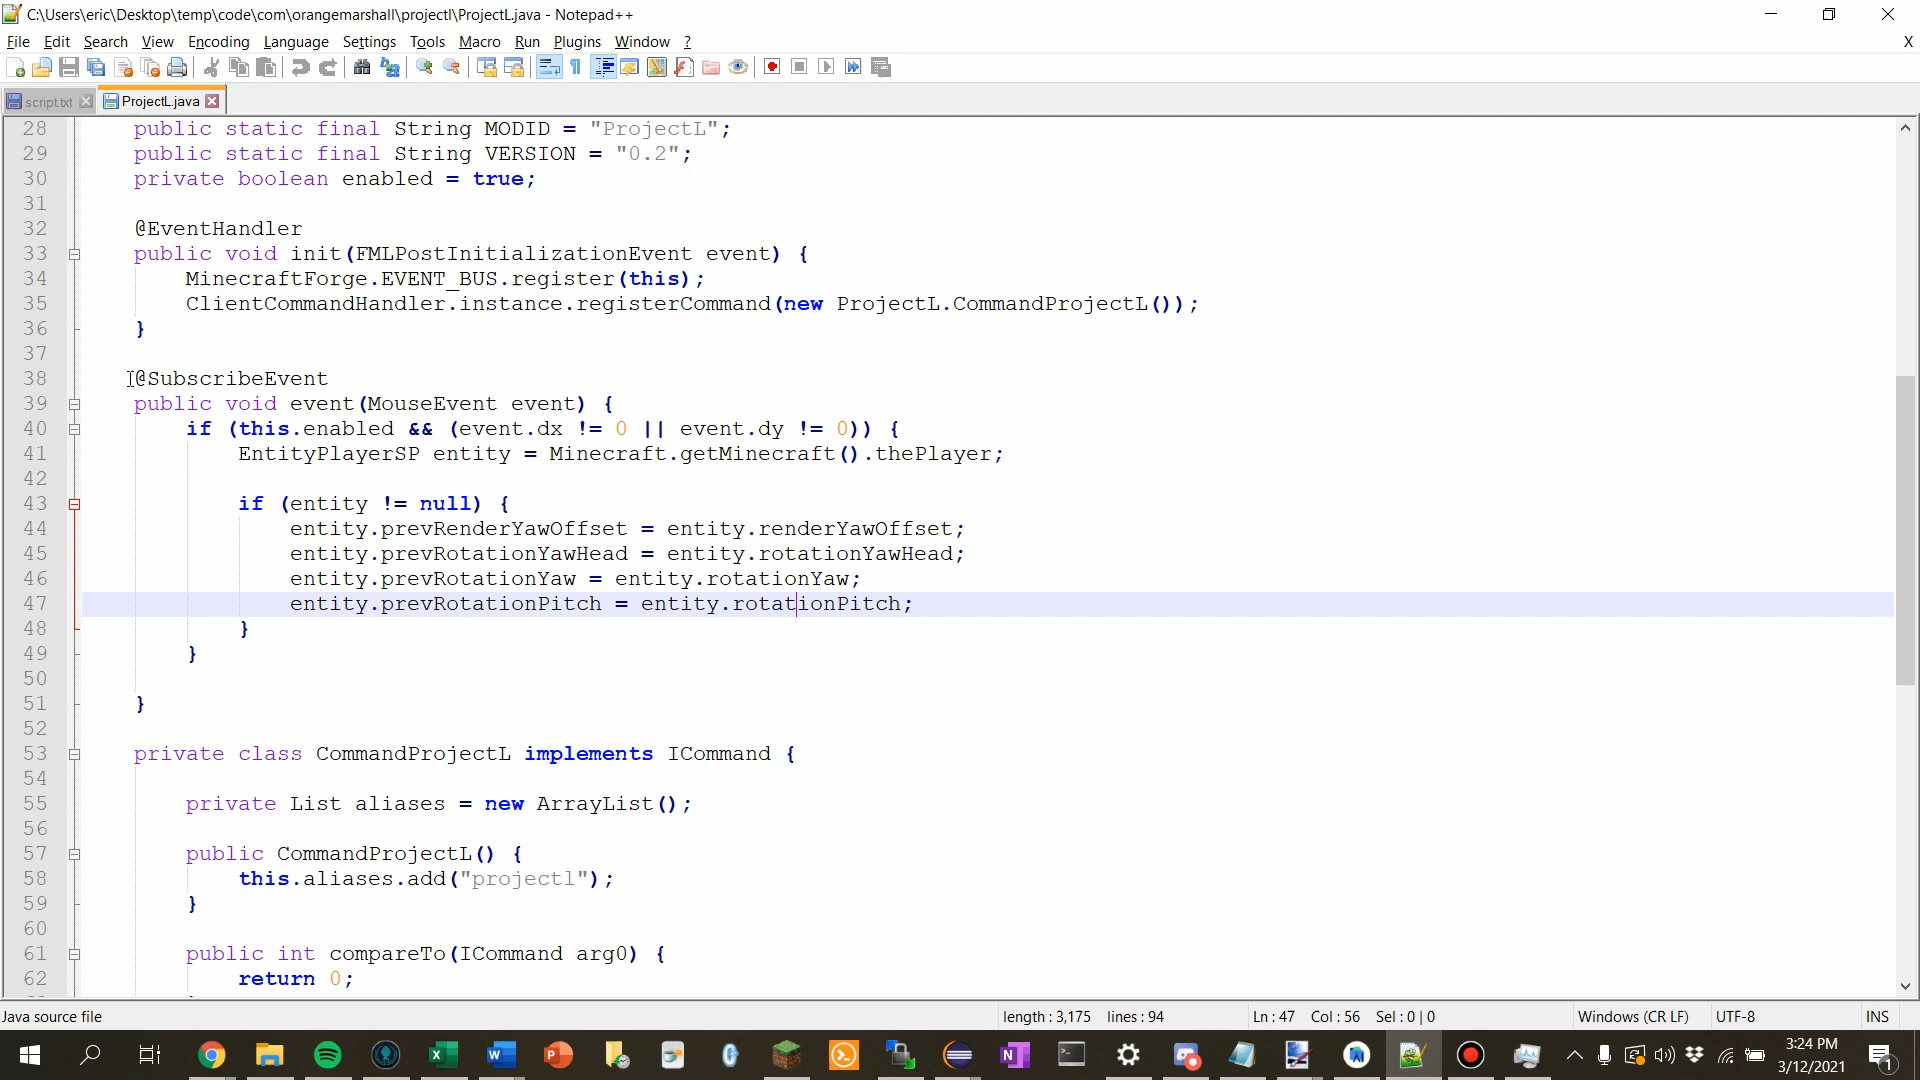 C:\Users\eric\Desktop\temp\code\com\orangemarshall\projectl\ProjectL.java - Notepad++
File Edit Search View Encoding Language Settings Tools Macro Run Plugins Window ? X
script.txt ProjectL.java
28 public static final String MODID = "ProjectL";
29 public static final String VERSION = "0.2";
30 private boolean enabled = true;
31
32 @EventHandler
33 public void init(FMLPostInitializationEvent event) {
34 MinecraftForge.EVENT_BUS.register(this);
35 ClientCommandHandler.instance.registerCommand(new ProjectL.CommandProjectL());
36 }
37
38 @SubscribeEvent
39 public void event(MouseEvent event) {
40 if (this.enabled && (event.dx != 0 || event.dy != 0)) {
41 EntityPlayerSP entity = Minecraft.getMinecraft().thePlayer;
42
43 if (entity != null) {
44 entity.prevRenderYawOffset = entity.renderYawOffset;
45 entity.prevRotationYawHead = entity.rotationYawHead;
46 entity.prevRotationYaw = entity.rotationYaw;
47 entity.prevRotationPitch = entity.rotationPitch;
48 }
49 }
50
51 }
52
53 private class CommandProjectL implements ICommand {
54
55 private List aliases = new ArrayList();
56
57 public CommandProjectL() {
58 this.aliases.add("projectl");
59 }
60
61 public int compareTo(ICommand arg0) {
62 return 0;
Java source file length : 3,175 lines : 94 Ln : 47 Col : 56 Sel : 0 | 0 Windows (CR LF) UTF-8 INS
3:24 PM
3/12/2021
1